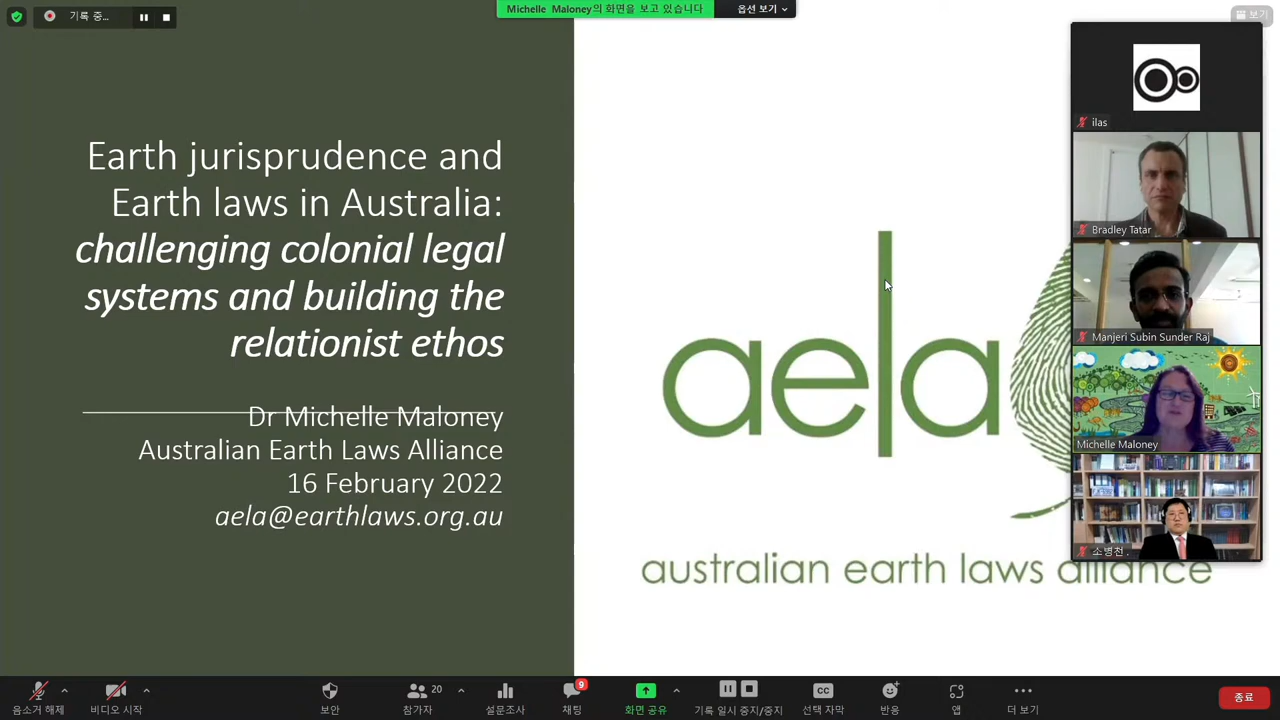 기록 중...
Michelle Maloney의 화면을 보고 있습니다
옵션 보기
보기
Earth jurisprudence and
Earth laws in Australia:
challenging colonial legal
systems and building the
relationist ethos
Dr Michelle Maloney
Australian Earth Laws Alliance
16 February 2022
aela@earthlaws.org.au
aela
australian earth laws alliance
ilas
Bradley Tatar
Manjeri Subin Sunder Raj
Michelle Maloney
소병천 .
음소거 해제
비디오 시작
보안
20
참가자
설문조사
9
채팅
화면 공유
기록 일시 중지/중지
CC
선택 자막
반응
앱
더 보기
종료